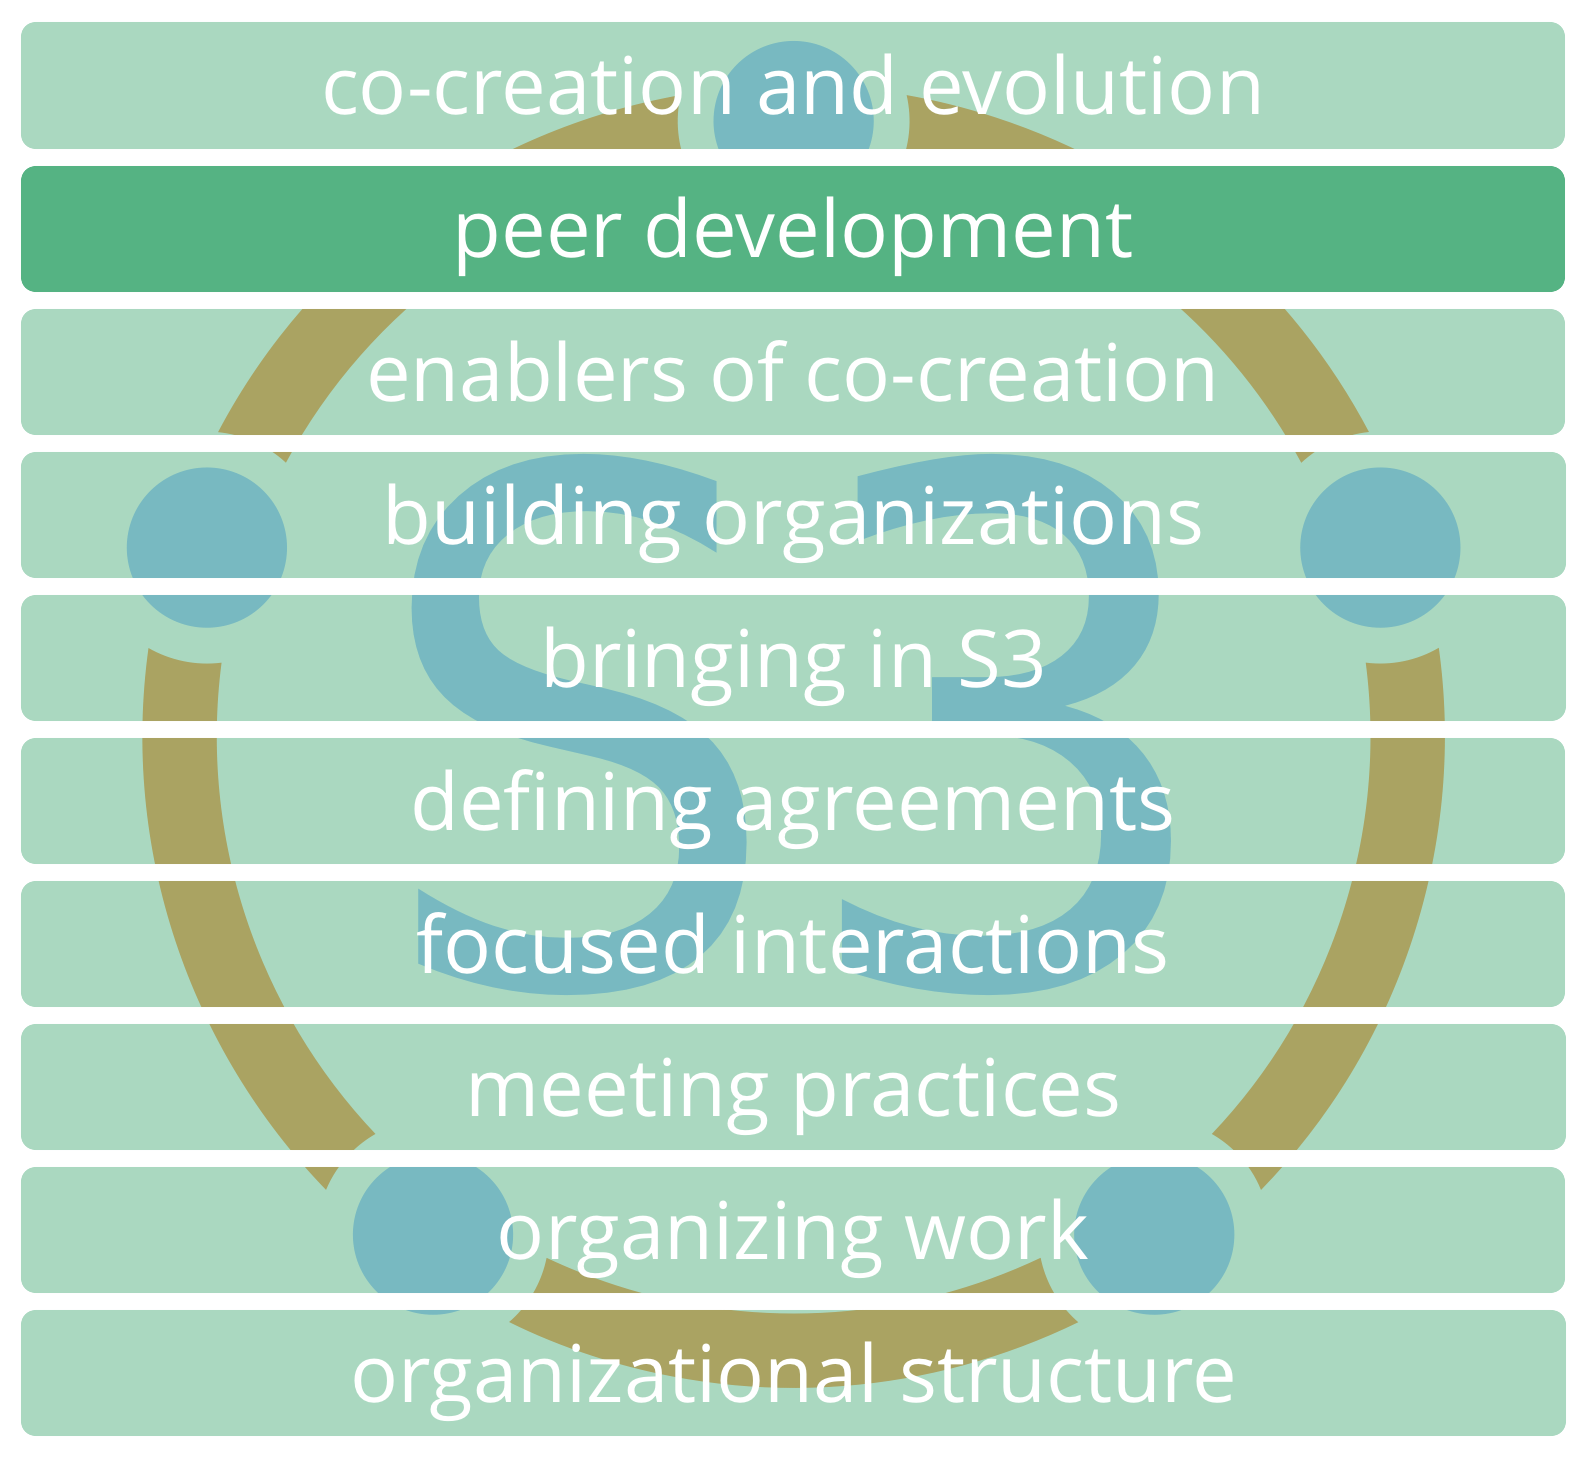 co-creation and evolution
peer development
enablers of co-creation
building organizations
bringing in S3
defining agreements
focused interactions
meeting practices
organizing work
organizational structure
S3